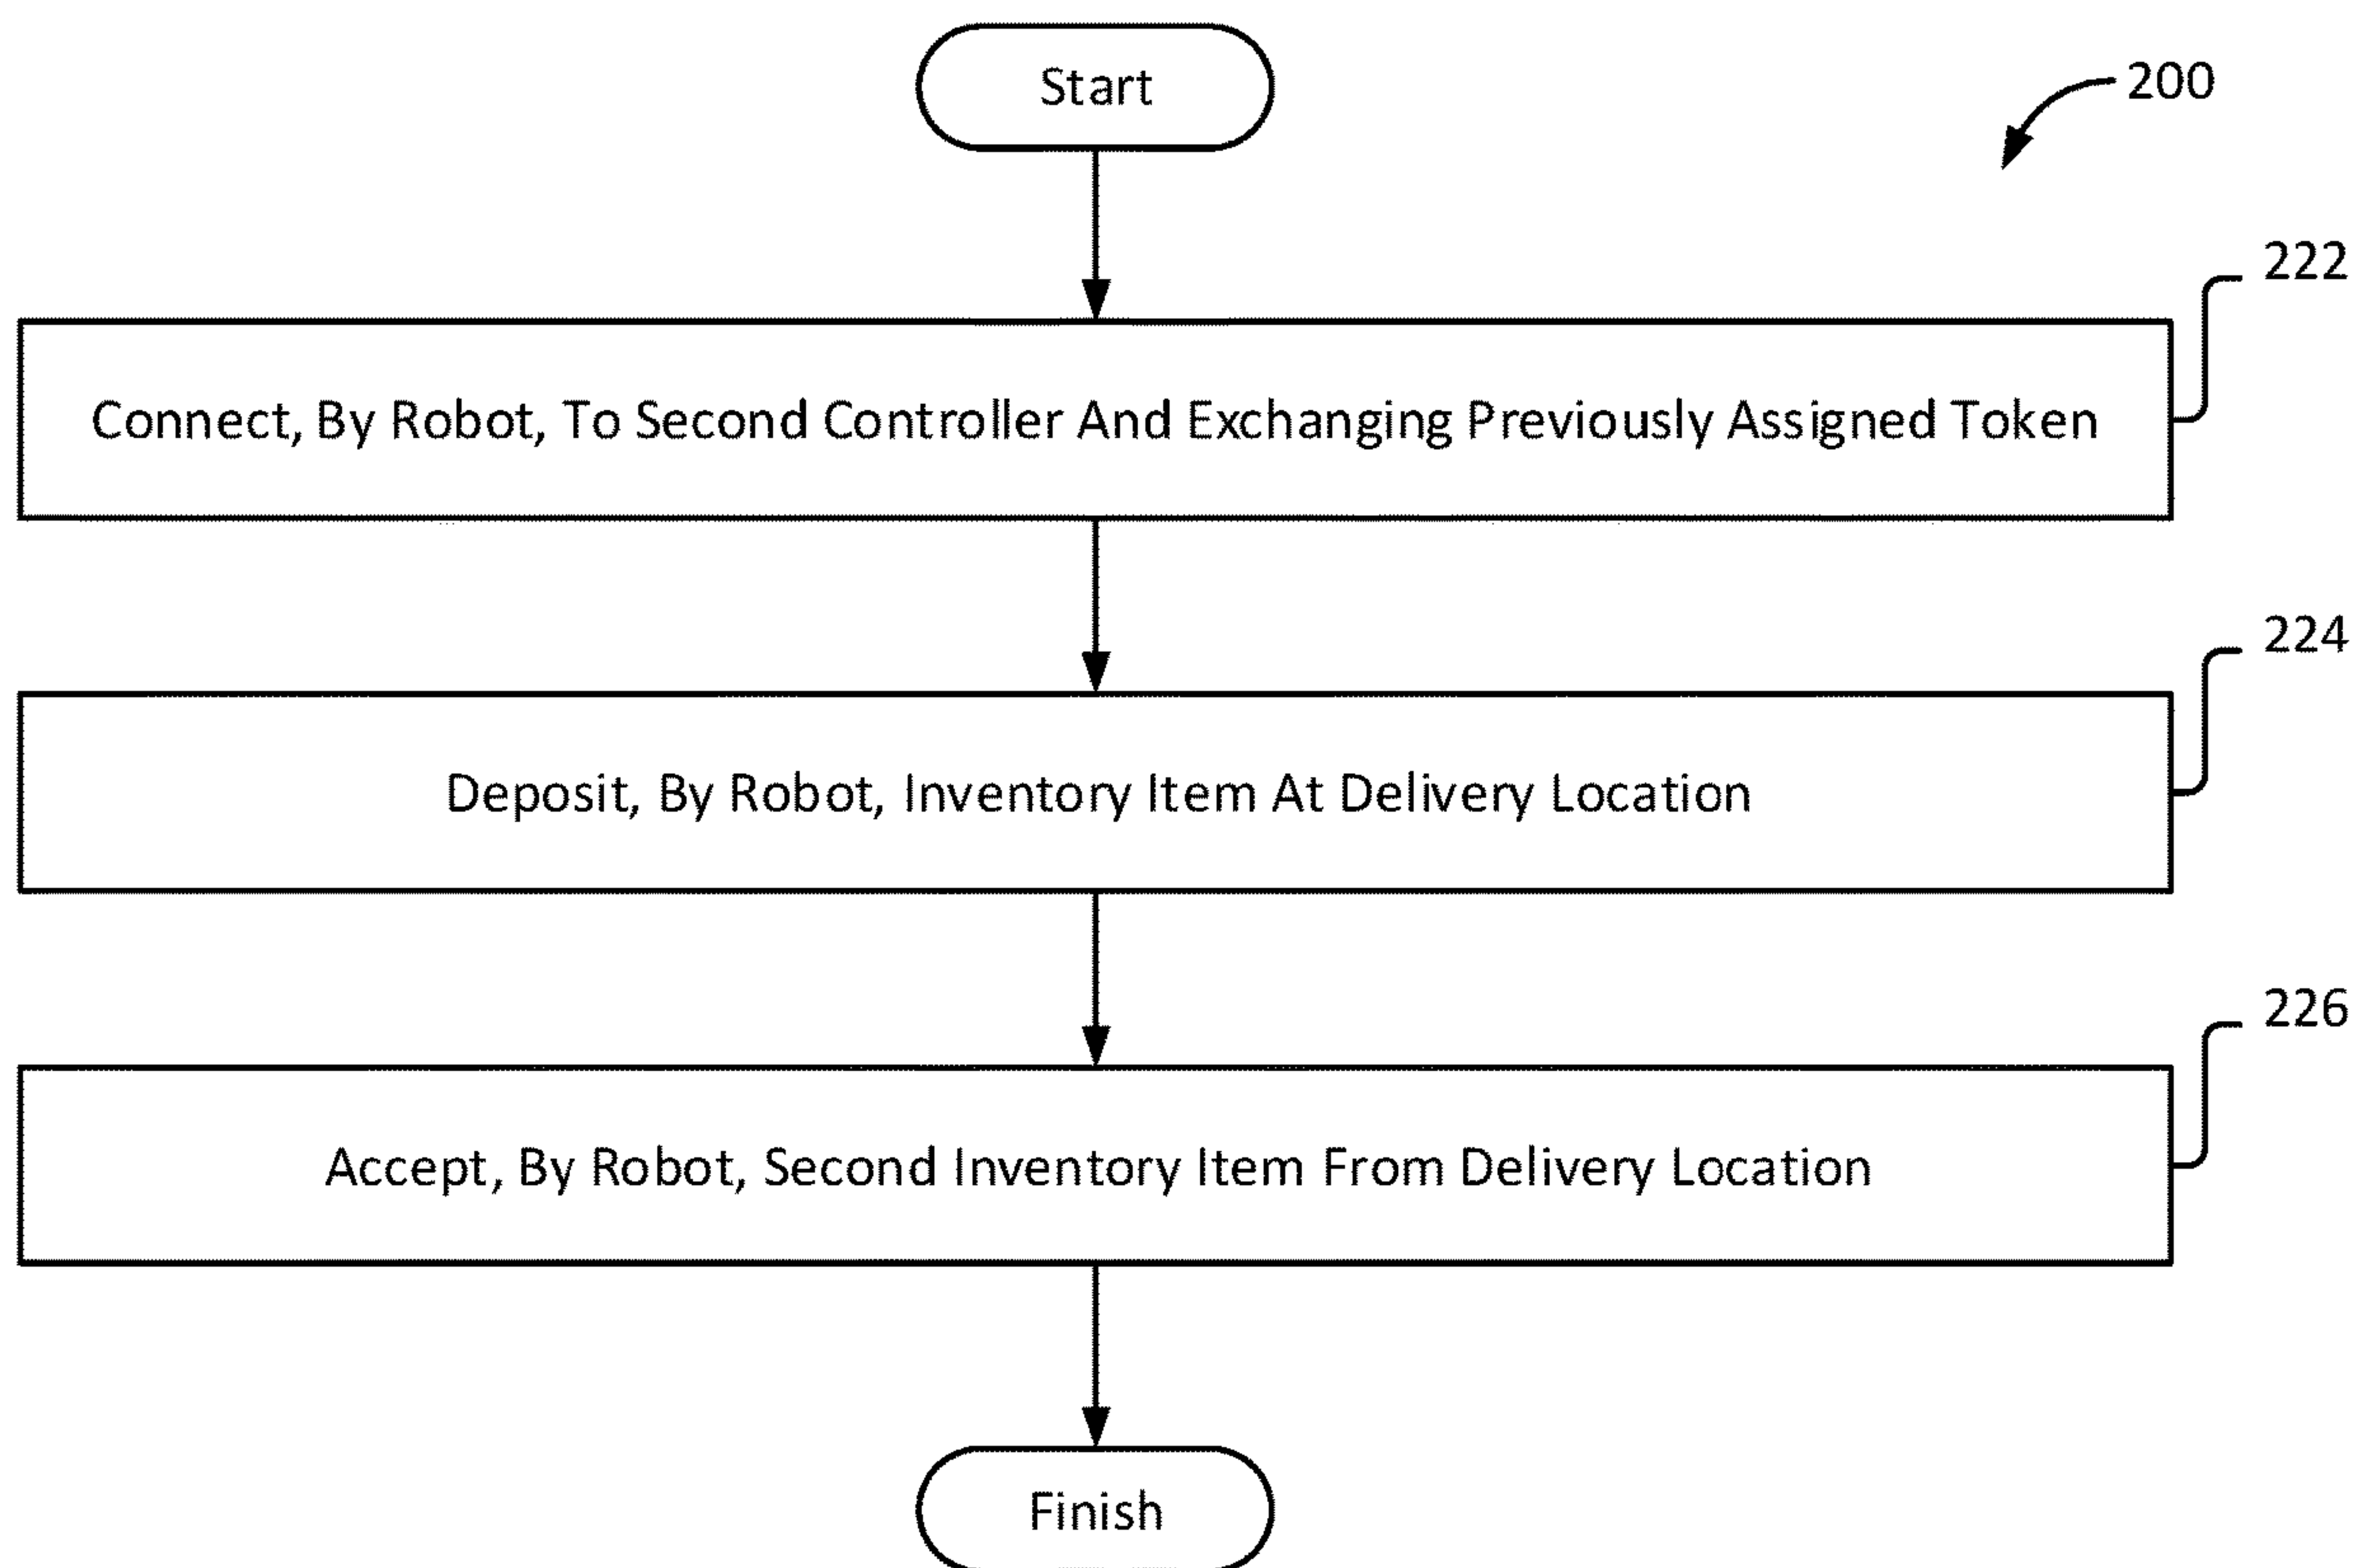 Start
200
222
Connect, By Robot, To Second Controller And Exchanging Previously Assigned Token
224
Deposit, By Robot, Inventory Item At Delivery Location
226
Accept, By Robot, Second Inventory Item From Delivery Location
Finish